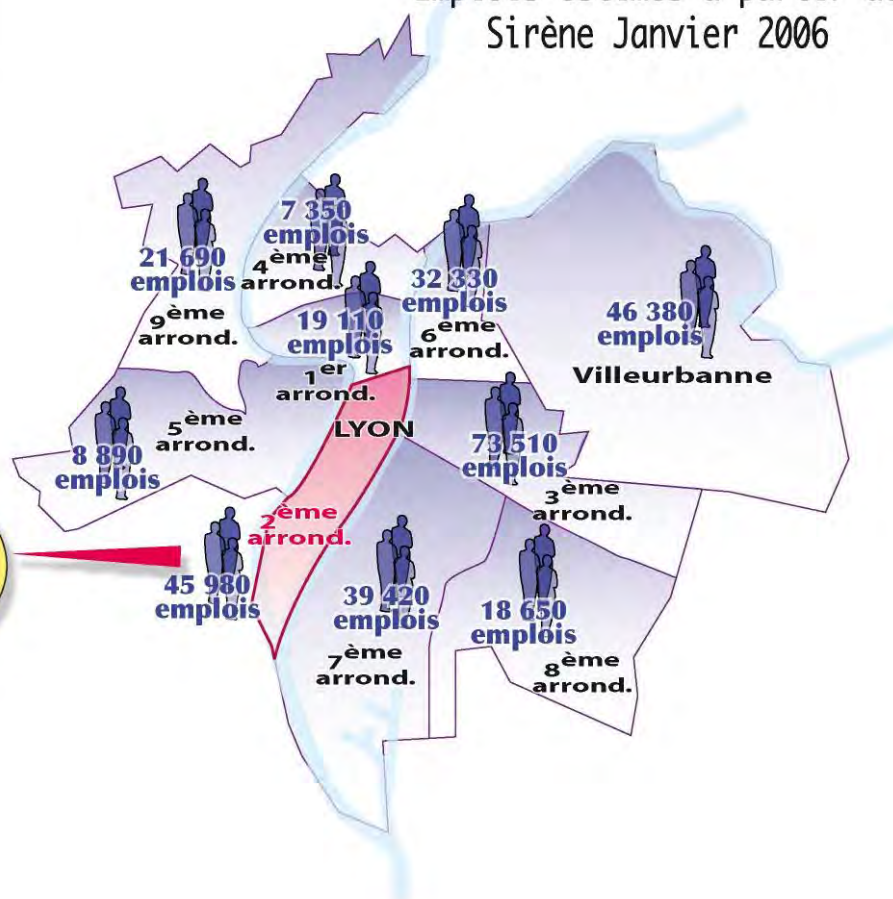 Sirène Janvier 2006
7 350
emplois
4ème
arrond.
21 690
emplois
9ème
arrond.
32 330
emplois
6ème
arrond.
19 110
emplois
1er
arrond.
46 380
emplois
Villeurbanne
LYON
5ème
arrond.
8 890
emplois
73 510
emplois
3ème
arrond.
2ème
arrond.
45 980
emplois
39 420
emplois
7ème
arrond.
18 650
emplois
8ème
arrond.